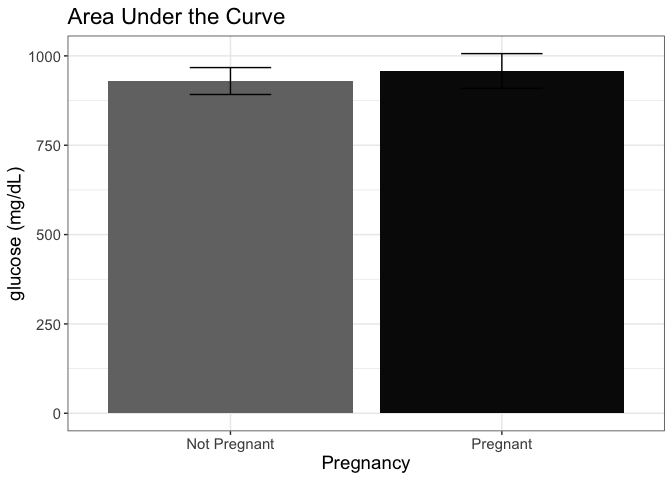 Area Under the Curve
glucose (mg/dL)
1000
750
500
250
0
Not Pregnant
Pregnant
Pregnancy